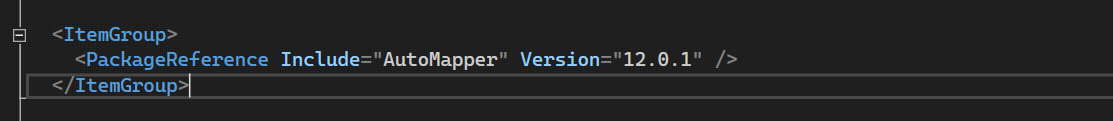 <ItemGroup>
<PackageReference Include="AutoMapper" Version="12.0.1" />
</ItemGroup>